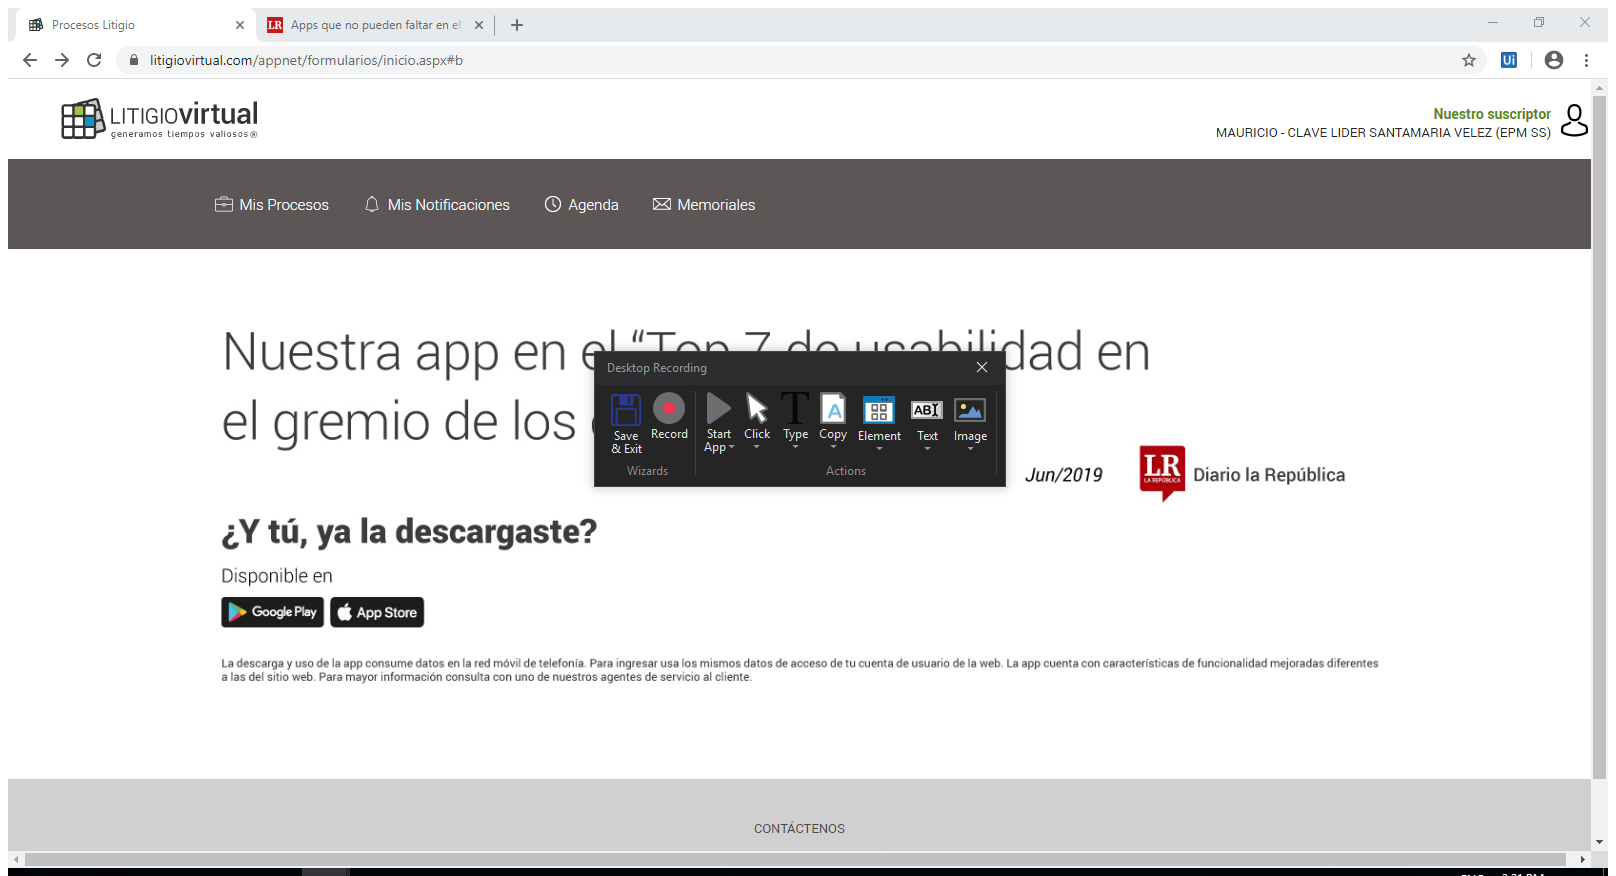 Procesos Litigio
Apps que no pueden faltar en el
litigiovirtual.com/appnet/formularios/inicio.aspx#b
Ui
LITIGIOvirtual
generamos tiempos valiosos®
Nuestro suscriptor
MAURICIO - CLAVE LIDER SANTAMARIA VELEZ (EPM SS)
Mis Procesos
Mis Notificaciones
Agenda
Memoriales
Nuestra app en el “Top 7 de usabilidad en
el gremio de los
Desktop Recording
Save & Exit
Record
Start App
Click
Type
Copy
Element
Text
Image
Wizards
Actions
Jun/2019
LR
LA REPÚBLICA
Diario la República
¿Y tú, ya la descargaste?
Disponible en
Google Play
App Store
La descarga y uso de la app consume datos en la red móvil de telefonía. Para ingresar usa los mismos datos de acceso de tu cuenta de usuario de la web. La app cuenta con características de funcionalidad mejoradas diferentes
a las del sitio web. Para mayor información consulta con uno de nuestros agentes de servicio al cliente.
CONTÁCTENOS